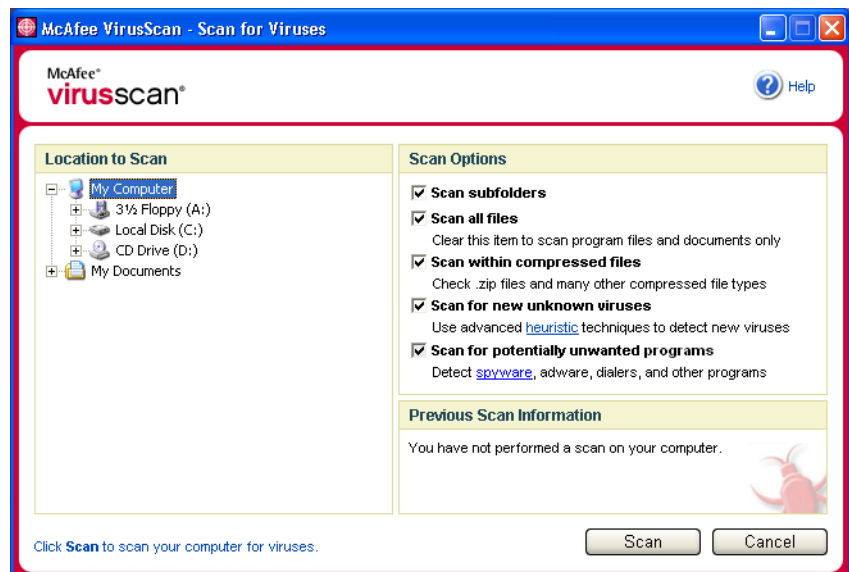 McAfee VirusScan - Scan for Viruses
McAfee®
virusscan®
Help
Location to Scan
My Computer
3½ Floppy (A:)
Local Disk (C:)
CD Drive (D:)
My Documents
Scan Options
Scan subfolders
Scan all files
Clear this item to scan program files and documents only
Scan within compressed files
Check .zip files and many other compressed file types
Scan for new unknown viruses
Use advanced heuristic techniques to detect new viruses
Scan for potentially unwanted programs
Detect spyware, adware, dialers, and other programs
Previous Scan Information
You have not performed a scan on your computer.
Click Scan to scan your computer for viruses.
Scan
Cancel